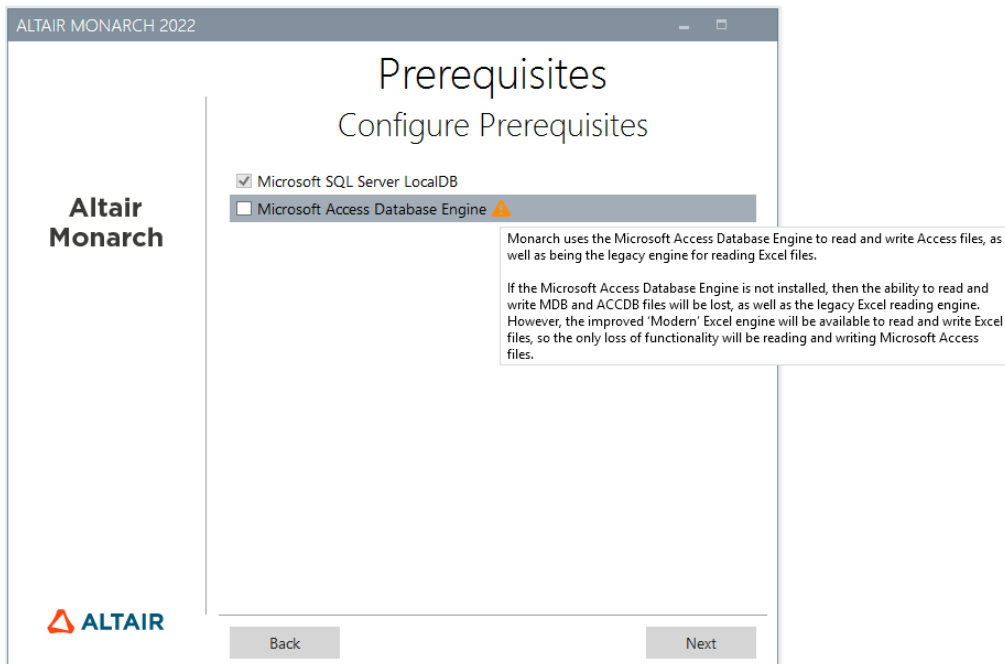 ALTAIR MONARCH 2022
Prerequisites
Configure Prerequisites
Altair
Monarch
Microsoft SQL Server LocalDB
Microsoft Access Database Engine
Monarch uses the Microsoft Access Database Engine to read and write Access files, as
well as being the legacy engine for reading Excel files.
If the Microsoft Access Database Engine is not installed, then the ability to read and
write MDB and ACCDB files will be lost, as well as the legacy Excel reading engine.
However, the improved ‘Modern’ Excel engine will be available to read and write Excel
files, so the only loss of functionality will be reading and writing Microsoft Access
files.
ALTAIR
Back
Next